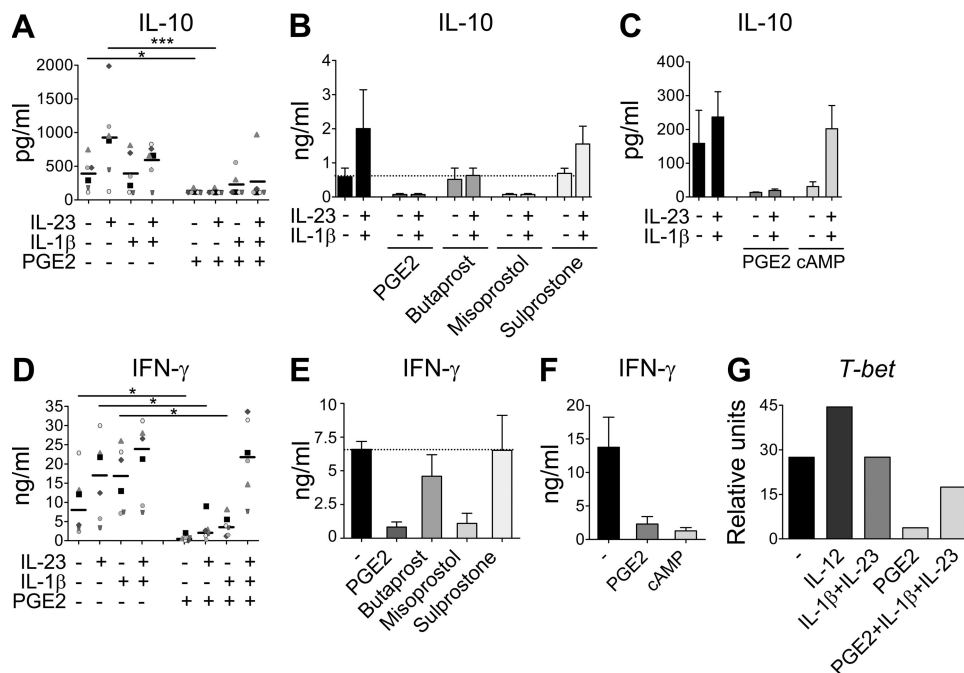 A
IL-10
pg/ml
2000
1500
1000
500
0
*
***
IL-23 - + - + - + - +
IL-1β - - + + - - + +
PGE2 - - - - + + + +
B
IL-10
ng/ml
4
3
2
1
0
IL-23 - + - + - + - + - +
IL-1β - + - + - + - + - +
PGE2
Butaprost
Misoprostol
Sulprostone
C
IL-10
pg/ml
400
300
200
100
0
IL-23 - + - + - +
IL-1β - + - + - +
PGE2 cAMP
D
IFN-γ
ng/ml
35
30
25
20
15
10
5
0
*
*
*
IL-23 - + - + - + - +
IL-1β - - + + - - + +
PGE2 - - - - + + + +
E
IFN-γ
ng/ml
10
7.5
5
2.5
0
-
PGE2
Butaprost
Misoprostol
Sulprostone
F
IFN-γ
ng/ml
20
15
10
5
0
-
PGE2
cAMP
G
T-bet
Relative units
45
30
15
0
-
IL-12
IL-1β+IL-23
PGE2
PGE2+IL-1β+IL-23